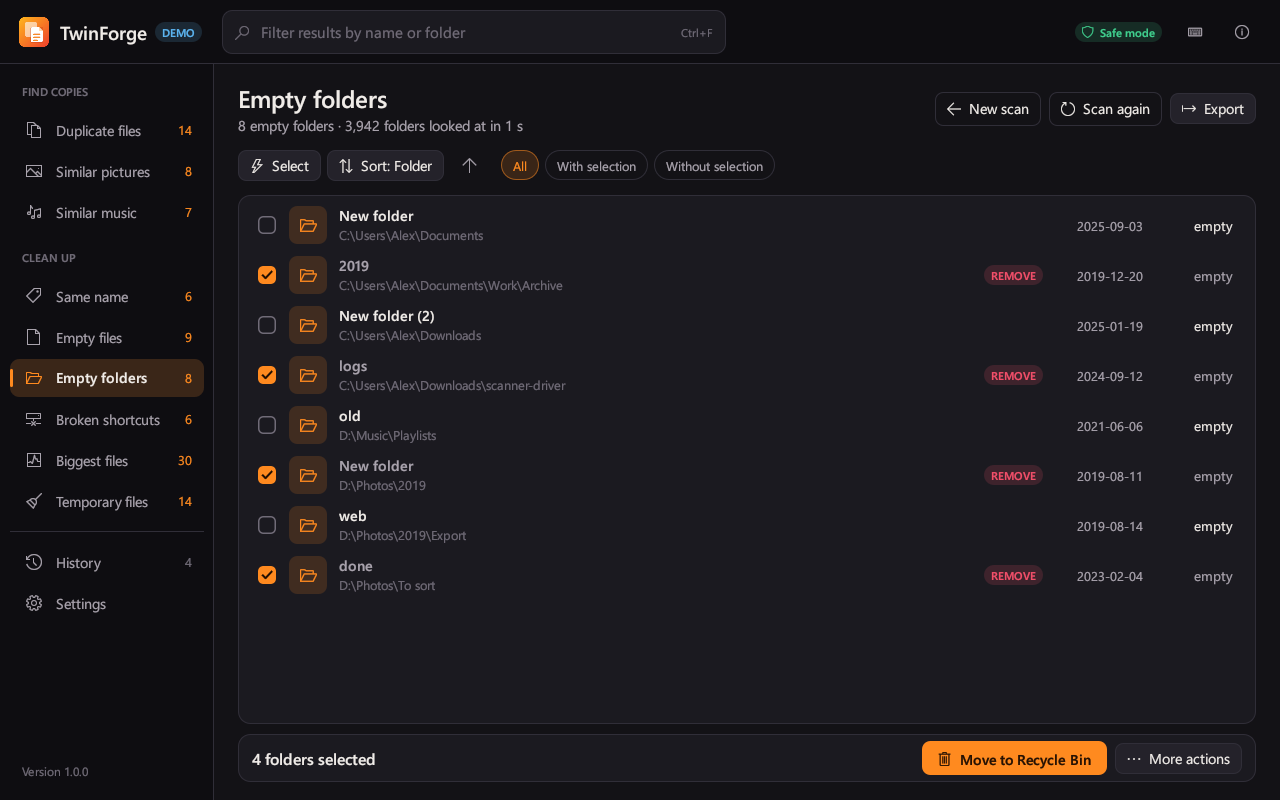 TwinForge DEMO
Filter results by name or folder Ctrl+F
Safe mode
FIND COPIES
Duplicate files 14
Similar pictures 8
Similar music 7
CLEAN UP
Same name 6
Empty files 9
Empty folders 8
Broken shortcuts 6
Biggest files 30
Temporary files 14
History 4
Settings
Version 1.0.0
Empty folders
8 empty folders · 3,942 folders looked at in 1 s
New scan Scan again Export
Select Sort: Folder All With selection Without selection
New folder
C:\Users\Alex\Documents
2025-09-03 empty
2019
C:\Users\Alex\Documents\Work\Archive
REMOVE 2019-12-20 empty
New folder (2)
C:\Users\Alex\Downloads
2025-01-19 empty
logs
C:\Users\Alex\Downloads\scanner-driver
REMOVE 2024-09-12 empty
old
D:\Music\Playlists
2021-06-06 empty
New folder
D:\Photos\2019
REMOVE 2019-08-11 empty
web
D:\Photos\2019\Export
2019-08-14 empty
done
D:\Photos\To sort
REMOVE 2023-02-04 empty
4 folders selected
Move to Recycle Bin More actions